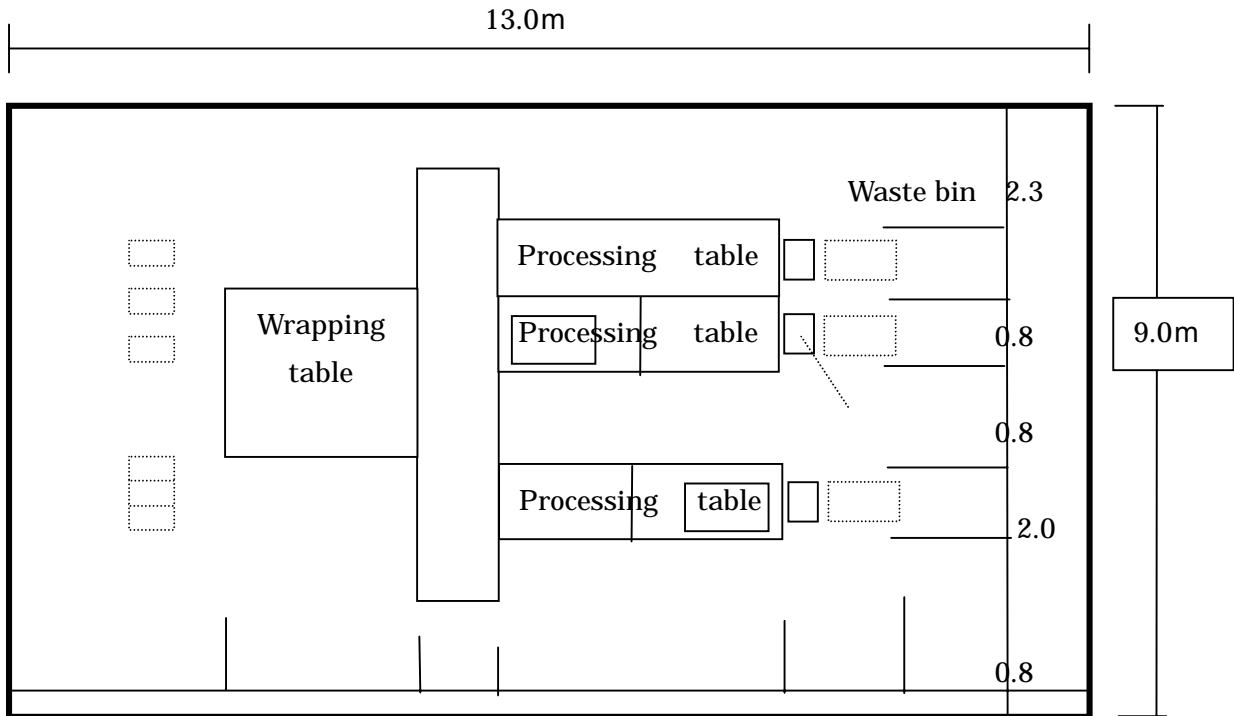 13.0m
Waste bin 2.3
Processing table
Wrapping
table
Processing table
0.8
9.0m
0.8
Processing table
2.0
0.8